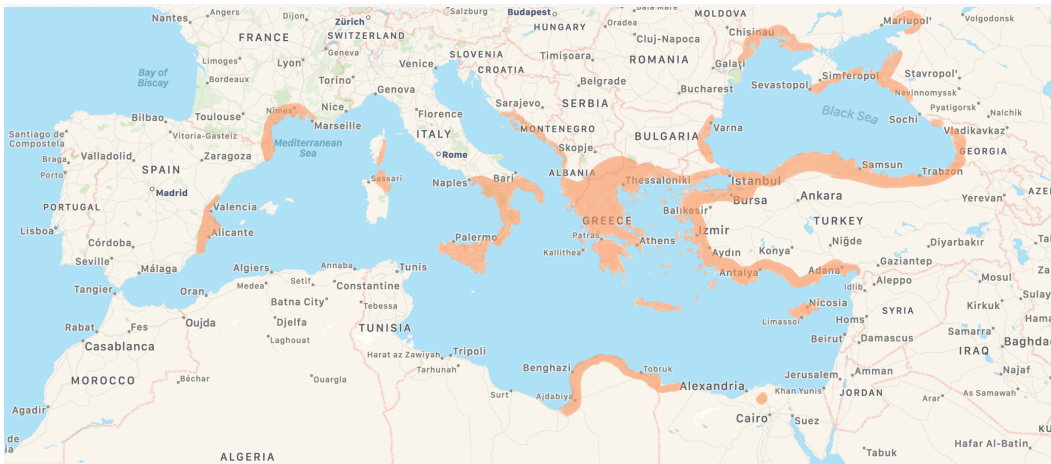 Nantes
Angers
Dijon
Zürich
Salzburg
Budapest
Oradea
MOLDOVA
Chisinau
Mariupol'
Volgodonsk
FRANCE
SWITZERLAND
HUNGARY
Cluj-Napoca
Geneva
Limoges
Lyon
SLOVENIA
Timișoara
ROMANIA
Galați
Bay of
Biscay
Bordeaux
Torino
Venice
CROATIA
Belgrade
Simferopol
Stavropol'
Nîmes
Nice
Genova
Sarajevo
SERBIA
Bucharest
Sevastopol
Nevinnomyssk
Bilbao
Toulouse
Marseille
Florence
Black Sea
Pyatigorsk
Nalchik
Santiago de
Compostela
Vitoria-Gasteiz
ITALY
MONTENEGRO
BULGARIA
Varna
Sochi
Vladikavkaz
Braga
Valladolid
Zaragoza
Mediterranean
Sea
Rome
Skopje
GEORGIA
Porto
SPAIN
Sassari
Naples
Bari
ALBANIA
Thessaloniki
Istanbul
Samsun
Trabzon
Madrid
Bursa
Ankara
Yerevan
AZE
PORTUGAL
Valencia
Balıkesir
Lisboa
Alicante
GREECE
TURKEY
Córdoba
Palermo
Patras
Athens
Izmir
Kallithea
Aydın
Konya
Niğde
Diyarbakır
Seville
Málaga
Algiers
Annaba
Tunis
Antalya
Adana
Gaziantep
Tangier
Oran
Medea
Setif
Constantine
Idlib
Aleppo
Mosul
Batna City
Tebessa
Nicosia
SYRIA
Kirkuk
Sulay
Rabat
Fes
Oujda
Djelfa
TUNISIA
Limassol
Homs
Casablanca
Laghouat
Beirut
Damascus
Samarra
Baghdad
Harat az Zawiyah
Tripoli
IRAQ
MOROCCO
Béchar
Ouargla
Tarhunah
Benghazi
Tobruk
Alexandria
Jerusalem
Amman
Najaf
Surt
Ajdabiya
Khan Yunis
JORDAN
Arar
As Samawah
Agadir
Cairo
Suez
KU
de
ia
Tabuk
Hafar Al-Batin
ALGERIA